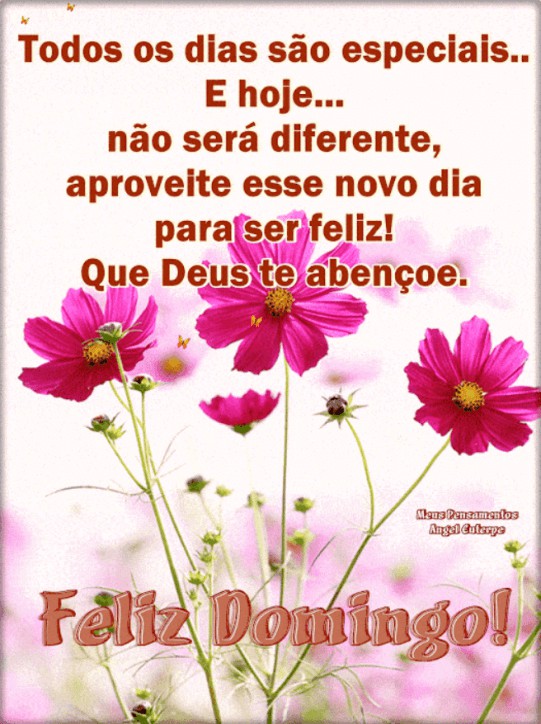 Todos os dias são especiais..
E hoje...
não será diferente,
aproveite esse novo dia
para ser feliz!
Que Deus te abençoe.
Meus Pensamentos
Angel Euterpe
Feliz Domingo!